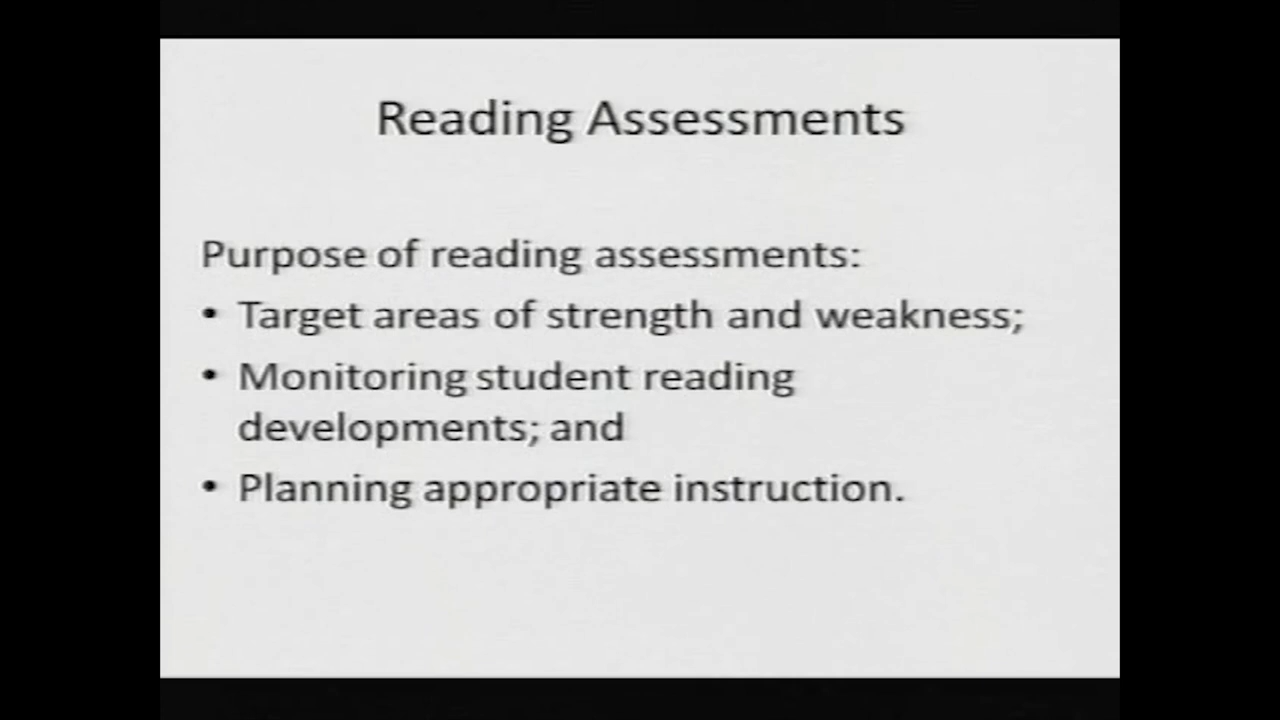 Reading Assessments
Purpose of reading assessments:
• Target areas of strength and weakness;
• Monitoring student reading
developments; and
• Planning appropriate instruction.